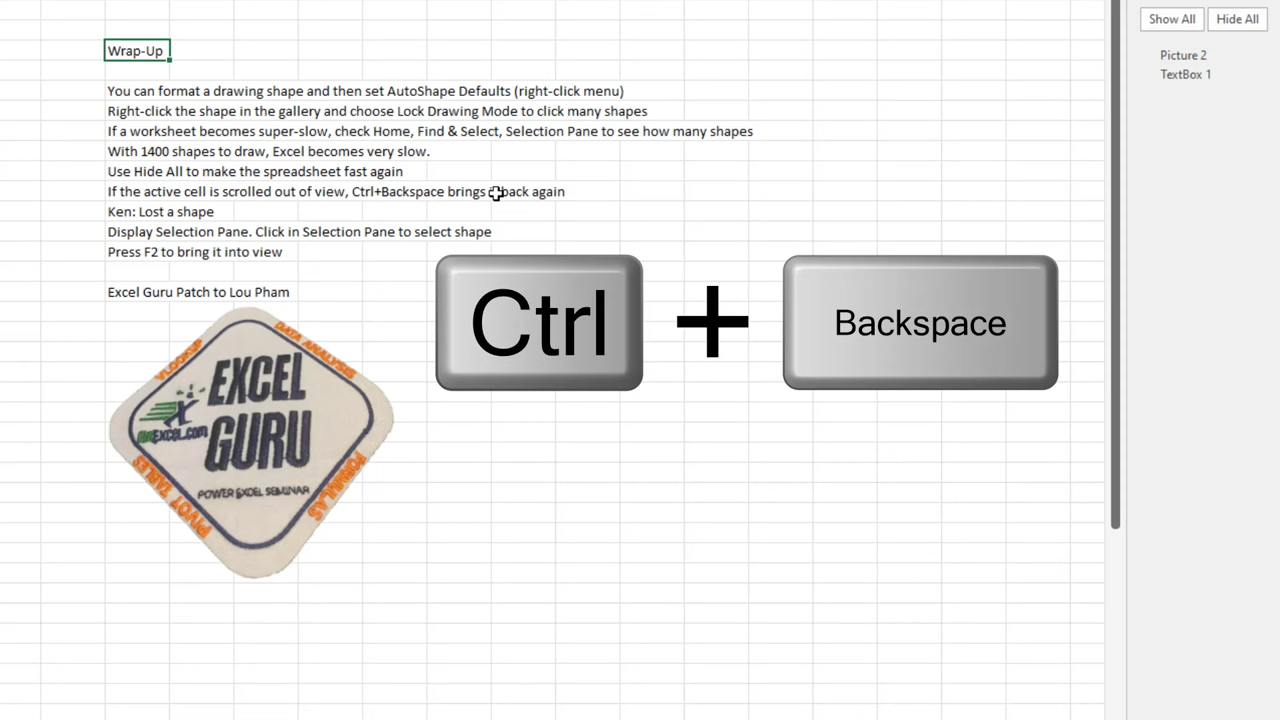 Show All Hide All
Wrap-Up
Picture 2
TextBox 1
You can format a drawing shape and then set AutoShape Defaults (right-click menu)
Right-click the shape in the gallery and choose Lock Drawing Mode to click many shapes
If a worksheet becomes super-slow, check Home, Find & Select, Selection Pane to see how many shapes
With 1400 shapes to draw, Excel becomes very slow.
Use Hide All to make the spreadsheet fast again
If the active cell is scrolled out of view, Ctrl+Backspace brings back again
Ken: Lost a shape
Display Selection Pane. Click in Selection Pane to select shape
Press F2 to bring it into view
Excel Guru Patch to Lou Pham
Ctrl + Backspace
VLOOKUP
DATA ANALYSIS
EXCEL
GURU
POWER EXCEL SEMINAR
PIVOT TABLES
FORMULAS